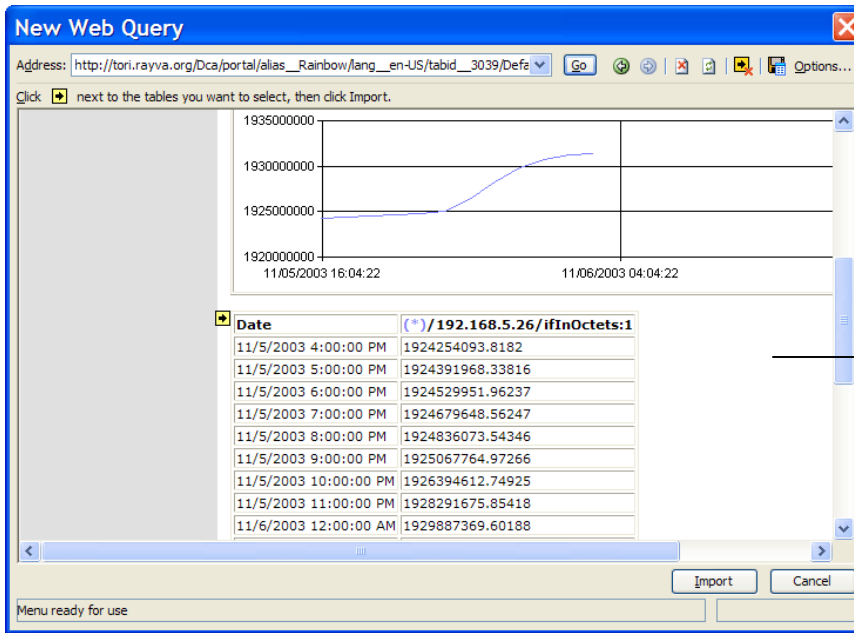 New Web Query
Address: http://tori.rayva.org/Dca/portal/alias__Rainbow/lang__en-US/tabid__3039/Defa Go Options...
Click next to the tables you want to select, then click Import.
1935000000
1930000000
1925000000
1920000000
11/05/2003 16:04:22 11/06/2003 04:04:22
Date (*)/192.168.5.26/ifInOctets:1
11/5/2003 4:00:00 PM 1924254093.8182
11/5/2003 5:00:00 PM 1924391968.33816
11/5/2003 6:00:00 PM 1924529951.96237
11/5/2003 7:00:00 PM 1924679648.56247
11/5/2003 8:00:00 PM 1924836073.54346
11/5/2003 9:00:00 PM 1925067764.97266
11/5/2003 10:00:00 PM 1926394612.74925
11/5/2003 11:00:00 PM 1928291675.85418
11/6/2003 12:00:00 AM 1929887369.60188
Import Cancel
Menu ready for use